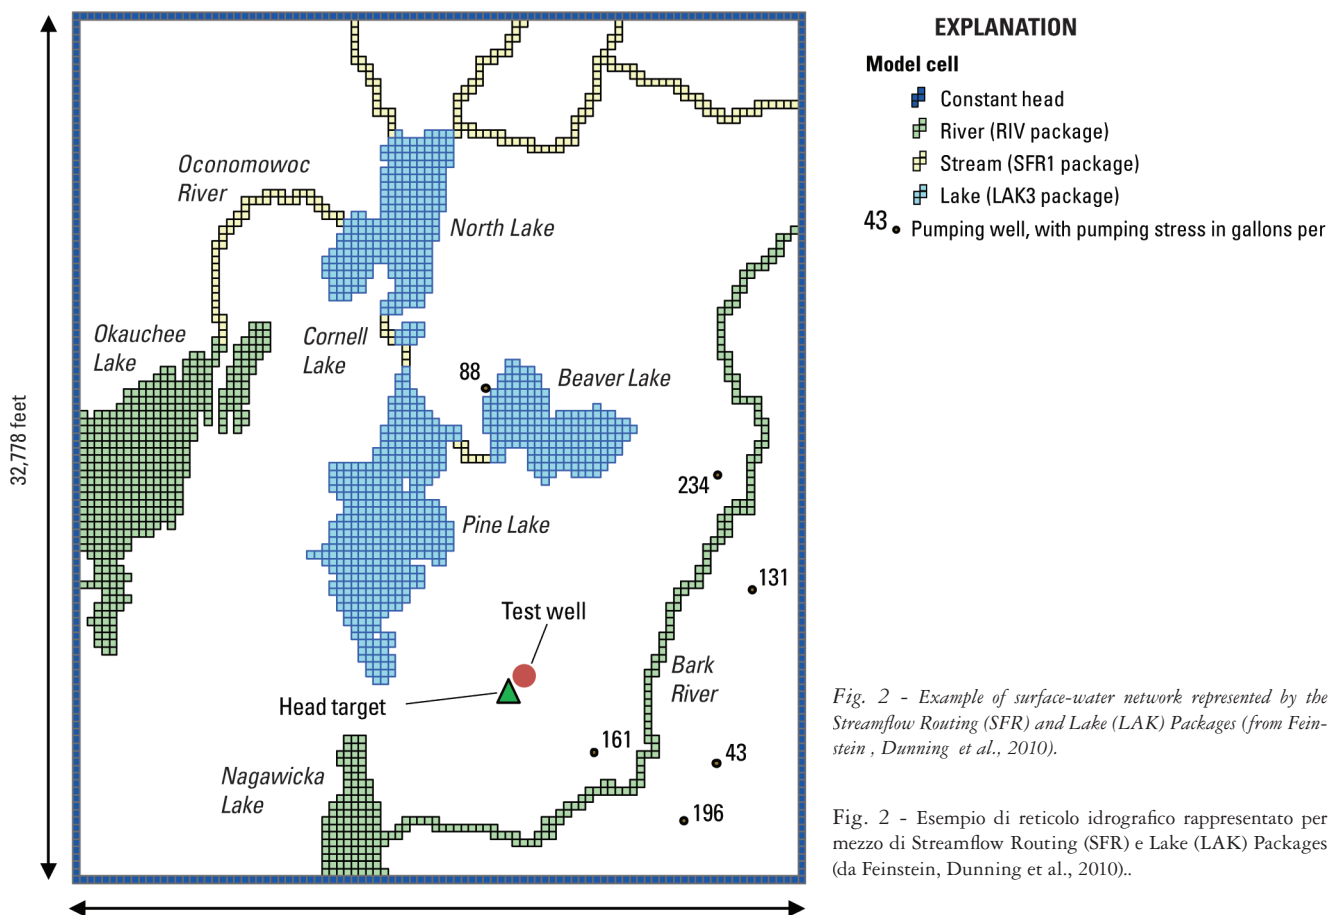 EXPLANATION
Model cell
Constant head
River (RIV package)
Stream (SFR1 package)
Lake (LAK3 package)
43 Pumping well, with pumping stress in gallons per
Oconomowoc
River
North Lake
Okauchee
Lake
Cornell
Lake
88
Beaver Lake
32,778 feet
234
Pine Lake
131
Test well
Bark
River
Head target
161
43
Nagawicka
Lake
196
Fig. 2 - Example of surface-water network represented by the
Streamflow Routing (SFR) and Lake (LAK) Packages (from Fein-
stein , Dunning et al., 2010).
Fig. 2 - Esempio di reticolo idrografico rappresentato per
mezzo di Streamflow Routing (SFR) e Lake (LAK) Packages
(da Feinstein, Dunning et al., 2010)..